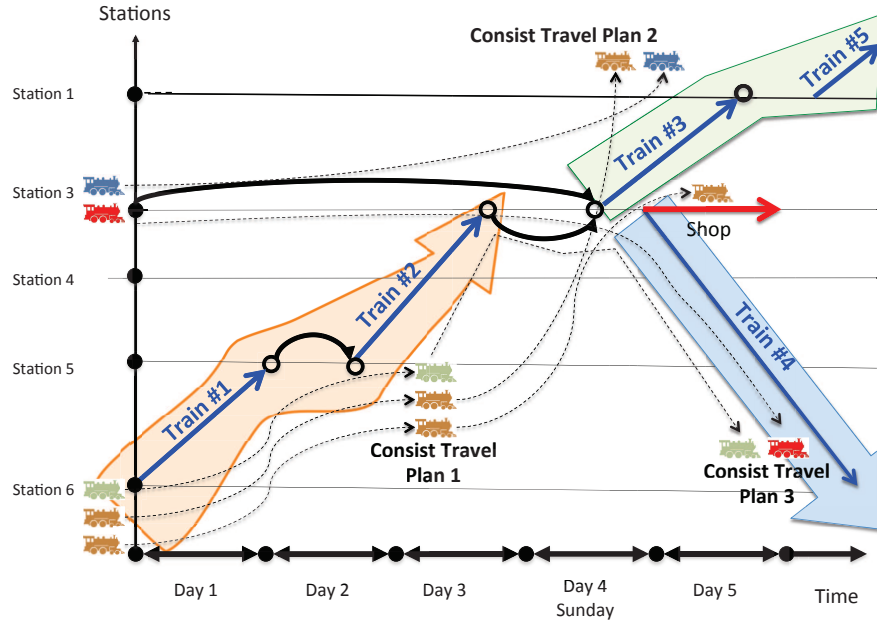 Stations
Consist Travel Plan 2
Train #5
Station 1
Train #3
Station 3
Shop
Station 4
Train #2
Train #4
Station 5
Train #1
Consist Travel
Plan 1
Consist Travel
Plan 3
Station 6
Day 1
Day 2
Day 3
Day 4
Sunday
Day 5
Time